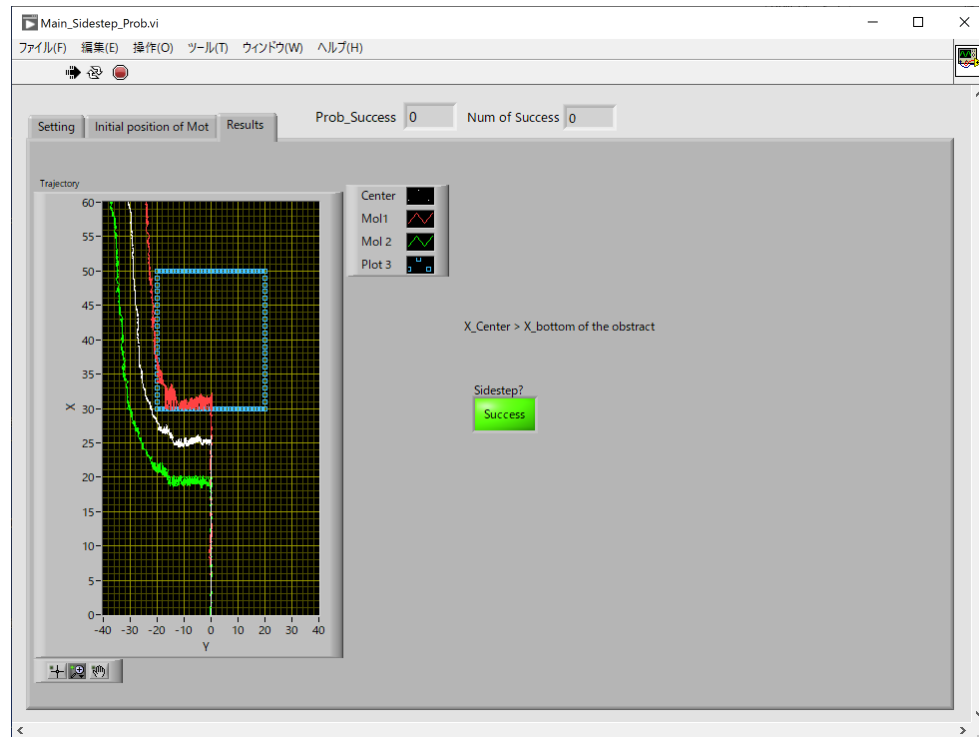 Main_Sidestep_Prob.vi
ファイル(F) 編集(E) 操作(O) ツール(T) ウィンドウ(W) ヘルプ(H)
Prob_Success 0 Num of Success 0
Setting Initial position of Mot Results
Trajectory
Center
Mol1
Mol 2
Plot 3
60
55
50
45
40
35
30
25
20
15
10
5
0
X
-40 -30 -20 -10 0 10 20 30 40
Y
X_Center > X_bottom of the obstract
Sidestep?
Success